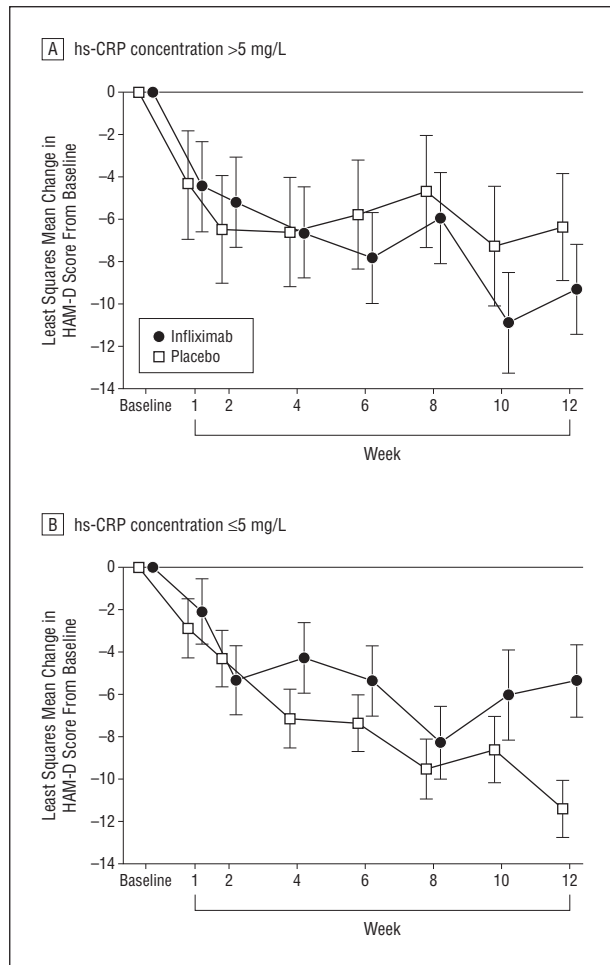 A hs-CRP concentration >5 mg/L
0
−2
−4
−6
−8
−10
−12
−14
Least Squares Mean Change in
HAM-D Score From Baseline
Infliximab
Placebo
Baseline 1 2 4 6 8 10 12
Week
B hs-CRP concentration ≤5 mg/L
0
−2
−4
−6
−8
−10
−12
−14
Least Squares Mean Change in
HAM-D Score From Baseline
Baseline 1 2 4 6 8 10 12
Week